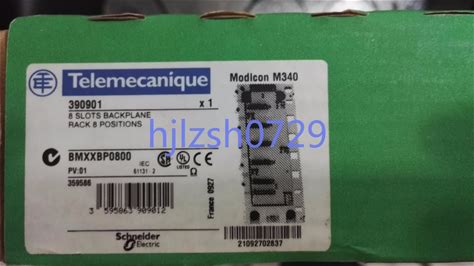 Telemecanique
Modicon M340
390901 x 1
8 SLOTS BACKPLANE
RACK 8 POSITIONS
hjlzsh0729
BMXXBP0800
IEC
PV:01 61131 2
359586
3 595863 909012
France 0927
Schneider
Electric
21092702837